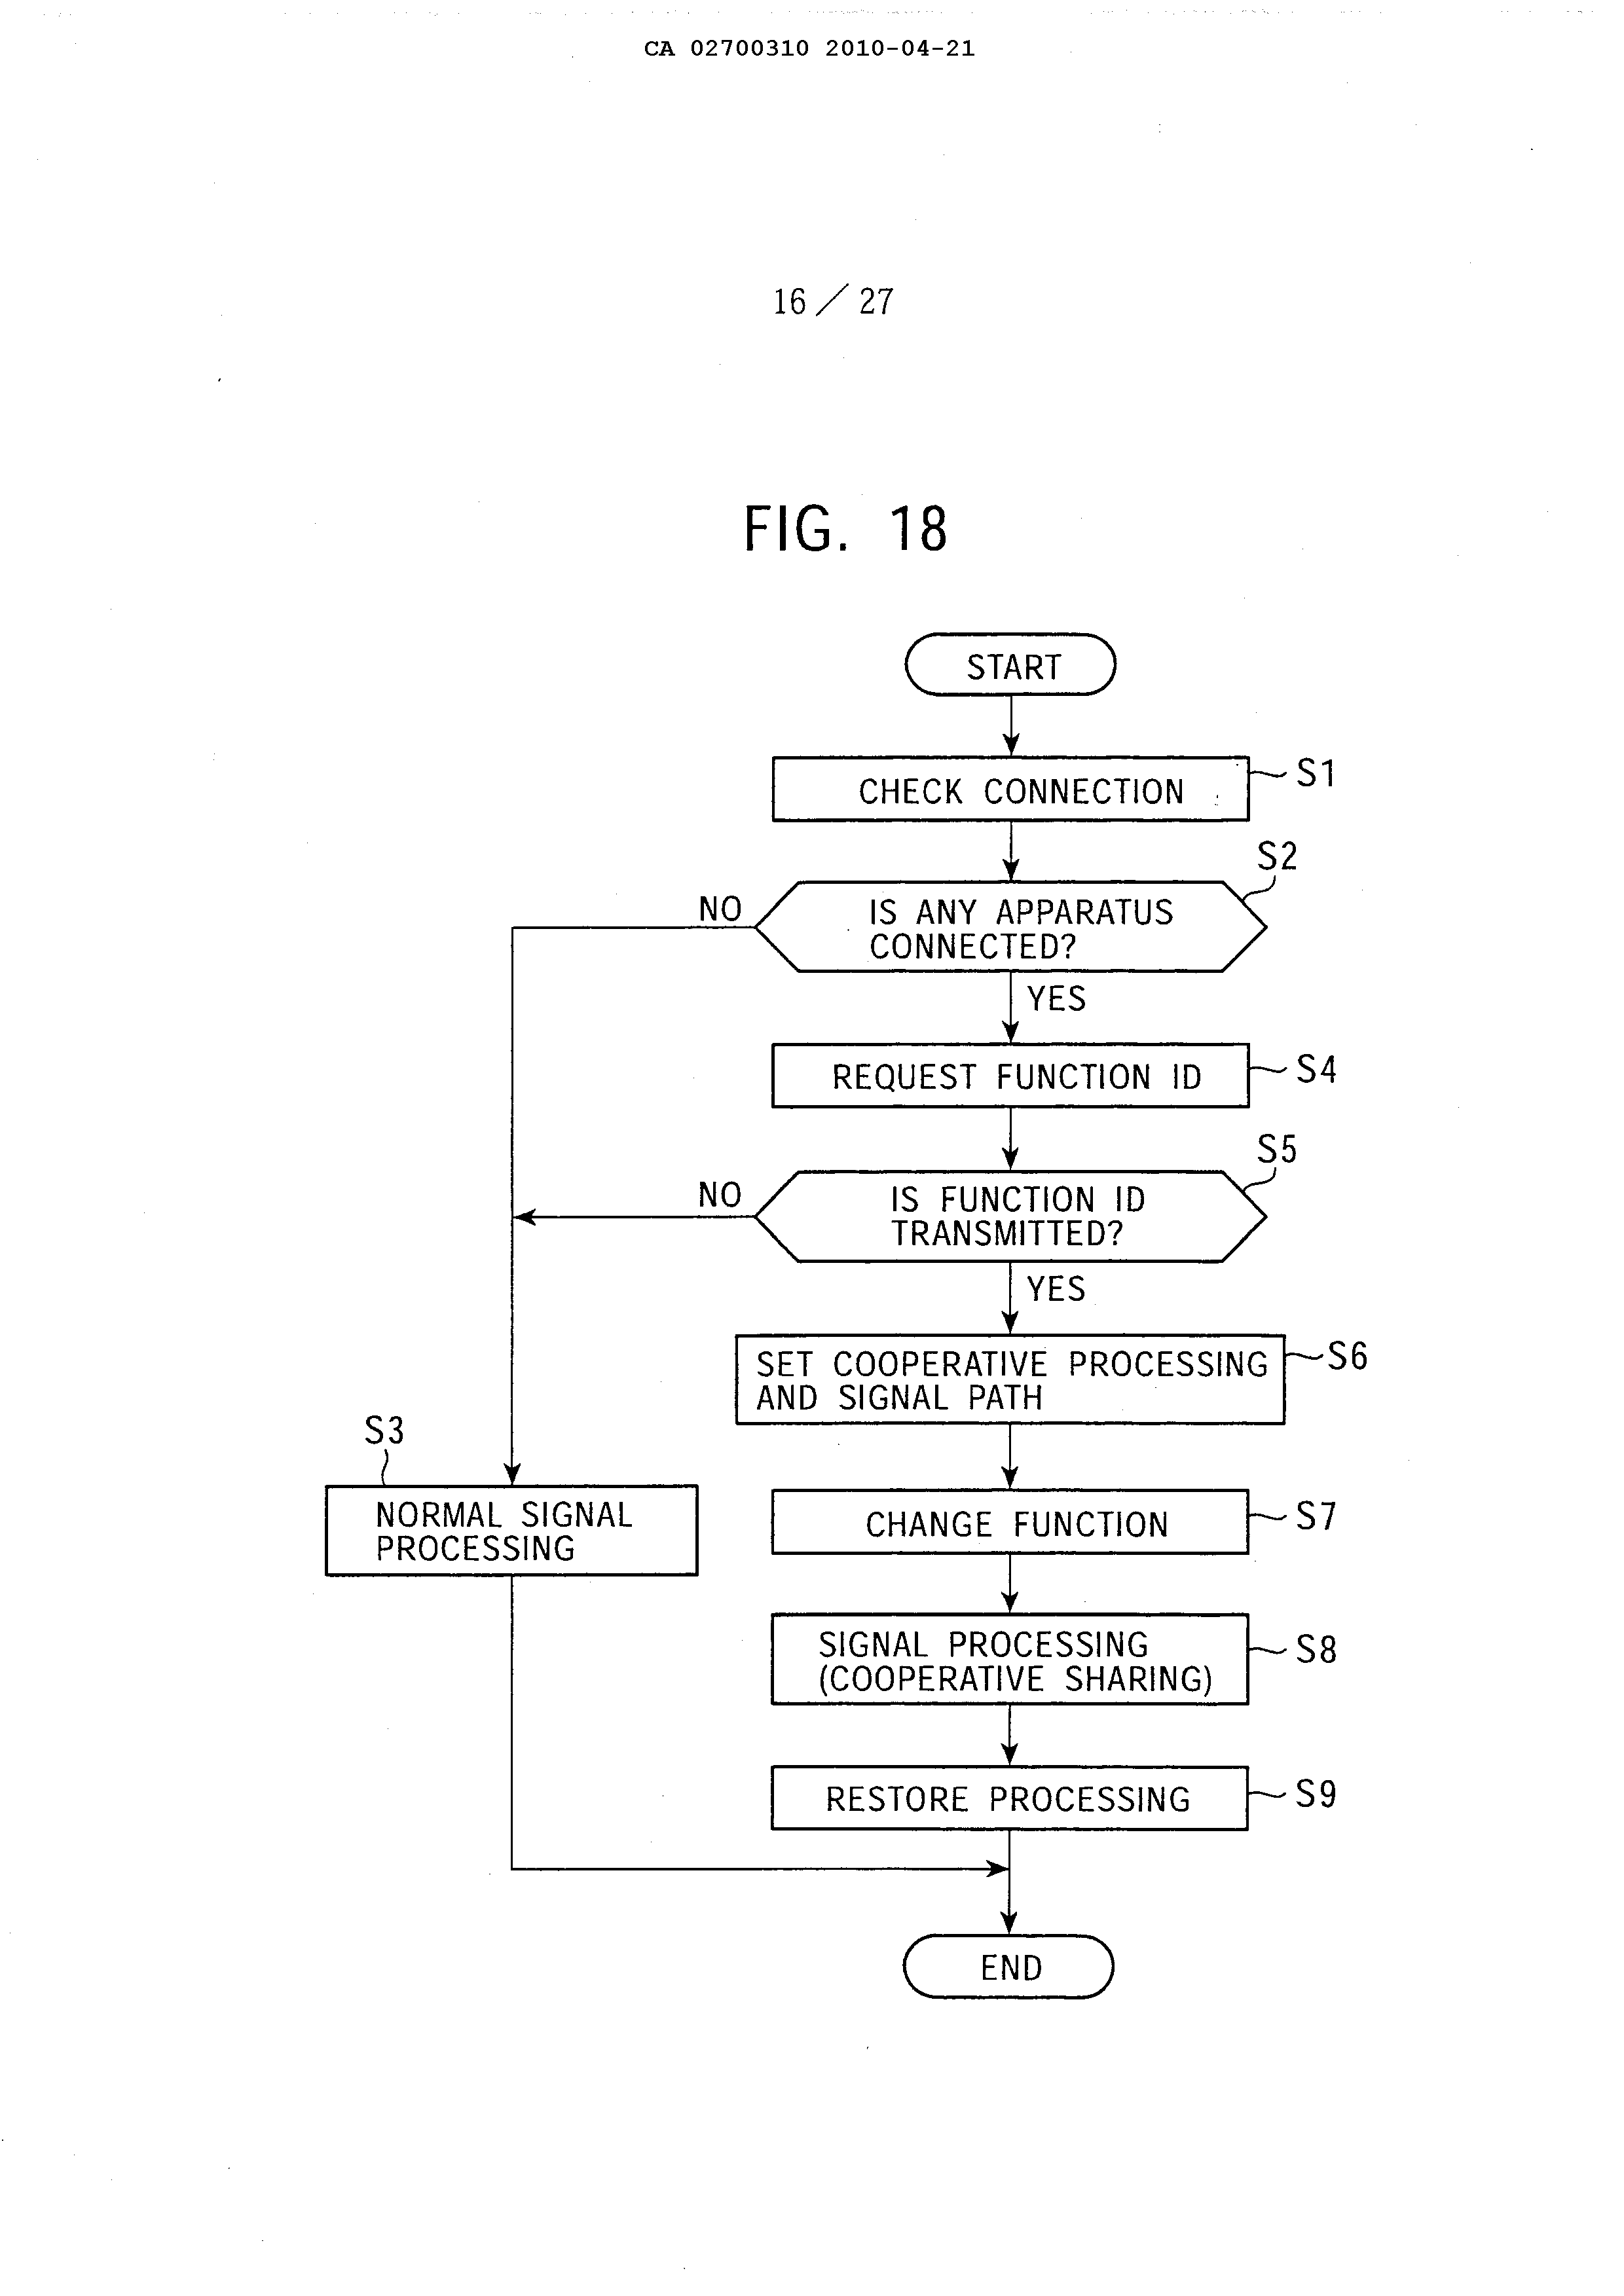 CA 02700310 2010-04-21
16 / 27
FIG. 18
START
CHECK CONNECTION
S1
S2
NO
IS ANY APPARATUS
CONNECTED?
YES
REQUEST FUNCTION ID
S4
S5
NO
IS FUNCTION ID
TRANSMITTED?
YES
SET COOPERATIVE PROCESSING
AND SIGNAL PATH
S6
S3
NORMAL SIGNAL
PROCESSING
CHANGE FUNCTION
S7
SIGNAL PROCESSING
(COOPERATIVE SHARING)
S8
RESTORE PROCESSING
S9
END